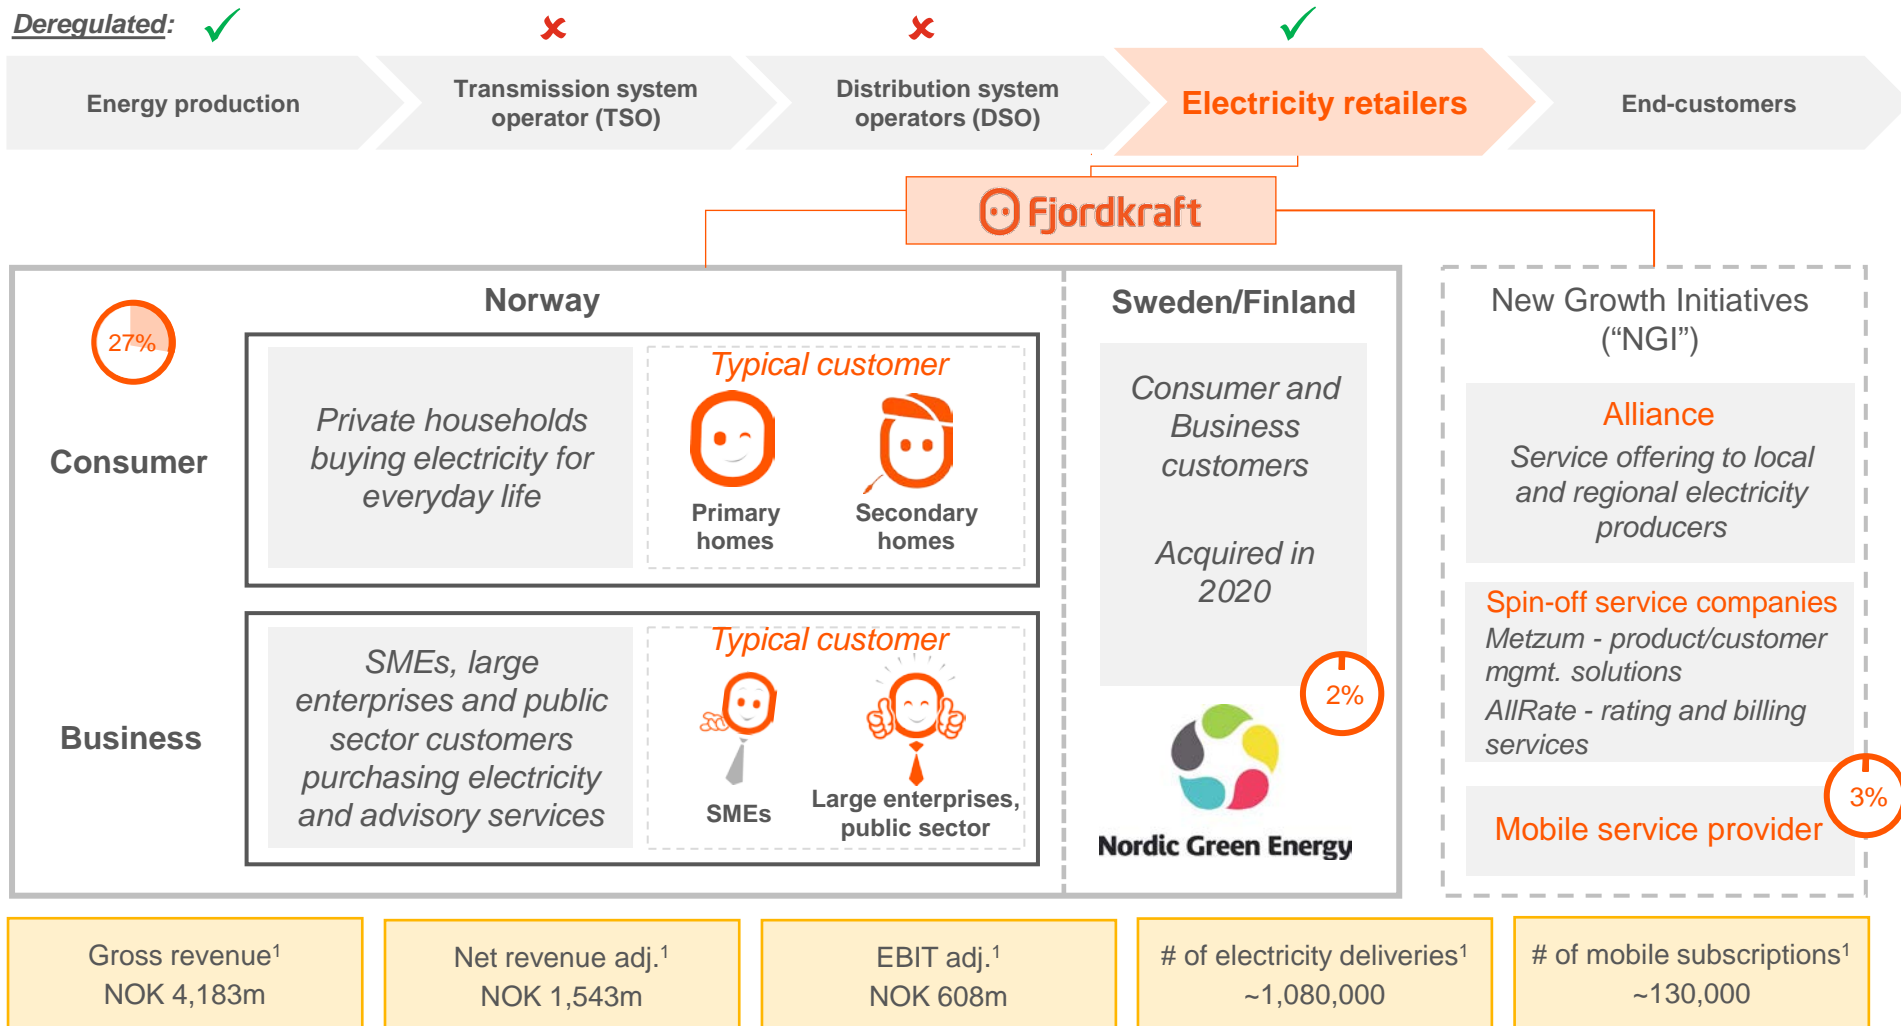 Deregulated:
Energy production
Transmission system
operator (TSO)
Distribution system
operators (DSO)
Electricity retailers
End-customers
Fjordkraft
Norway
27%
Consumer
Private households
buying electricity for
everyday life
Typical customer
Primary
homes
Secondary
homes
Business
SMEs, large
enterprises and public
sector customers
purchasing electricity
and advisory services
Typical customer
SMEs
Large enterprises,
public sector
Sweden/Finland
Consumer and
Business
customers
Acquired in
2020
2%
Nordic Green Energy
New Growth Initiatives
(“NGI”)
Alliance
Service offering to local
and regional electricity
producers
Spin-off service companies
Metzum - product/customer
mgmt. solutions
AllRate - rating and billing
services
3%
Mobile service provider
Gross revenue¹
NOK 4,183m
Net revenue adj.¹
NOK 1,543m
EBIT adj.¹
NOK 608m
# of electricity deliveries¹
~1,080,000
# of mobile subscriptions¹
~130,000